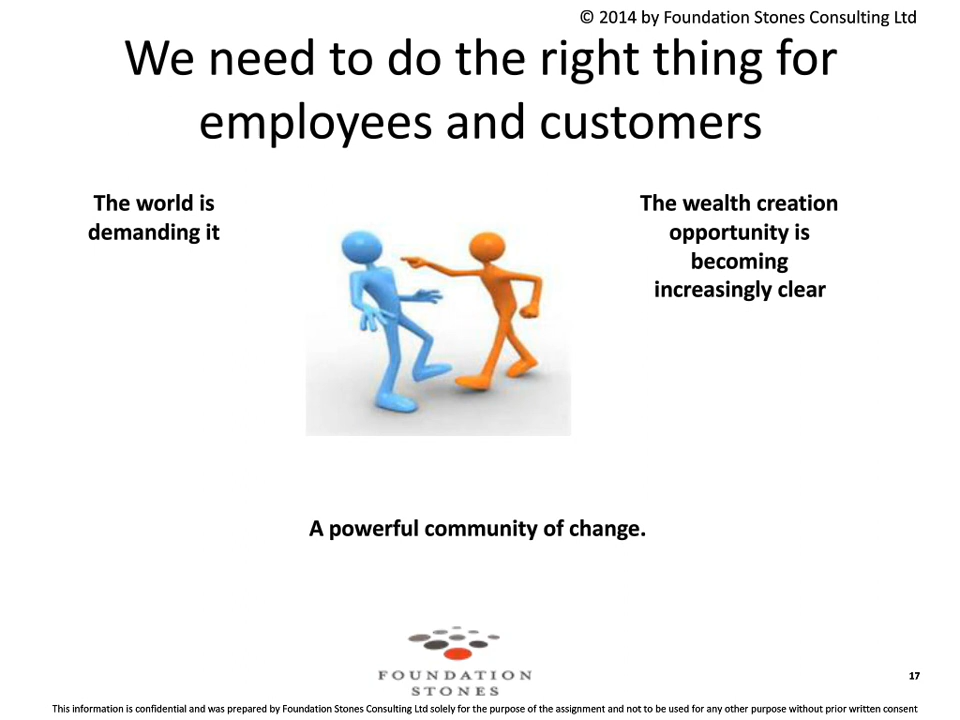 © 2014 by Foundation Stones Consulting Ltd
We need to do the right thing for
employees and customers
The world is
demanding it
The wealth creation
opportunity is
becoming
increasingly clear
A powerful community of change.
FOUNDATION
STONES
17
This information is confidential and was prepared by Foundation Stones Consulting Ltd solely for the purpose of the assignment and not to be used for any other purpose without prior written consent